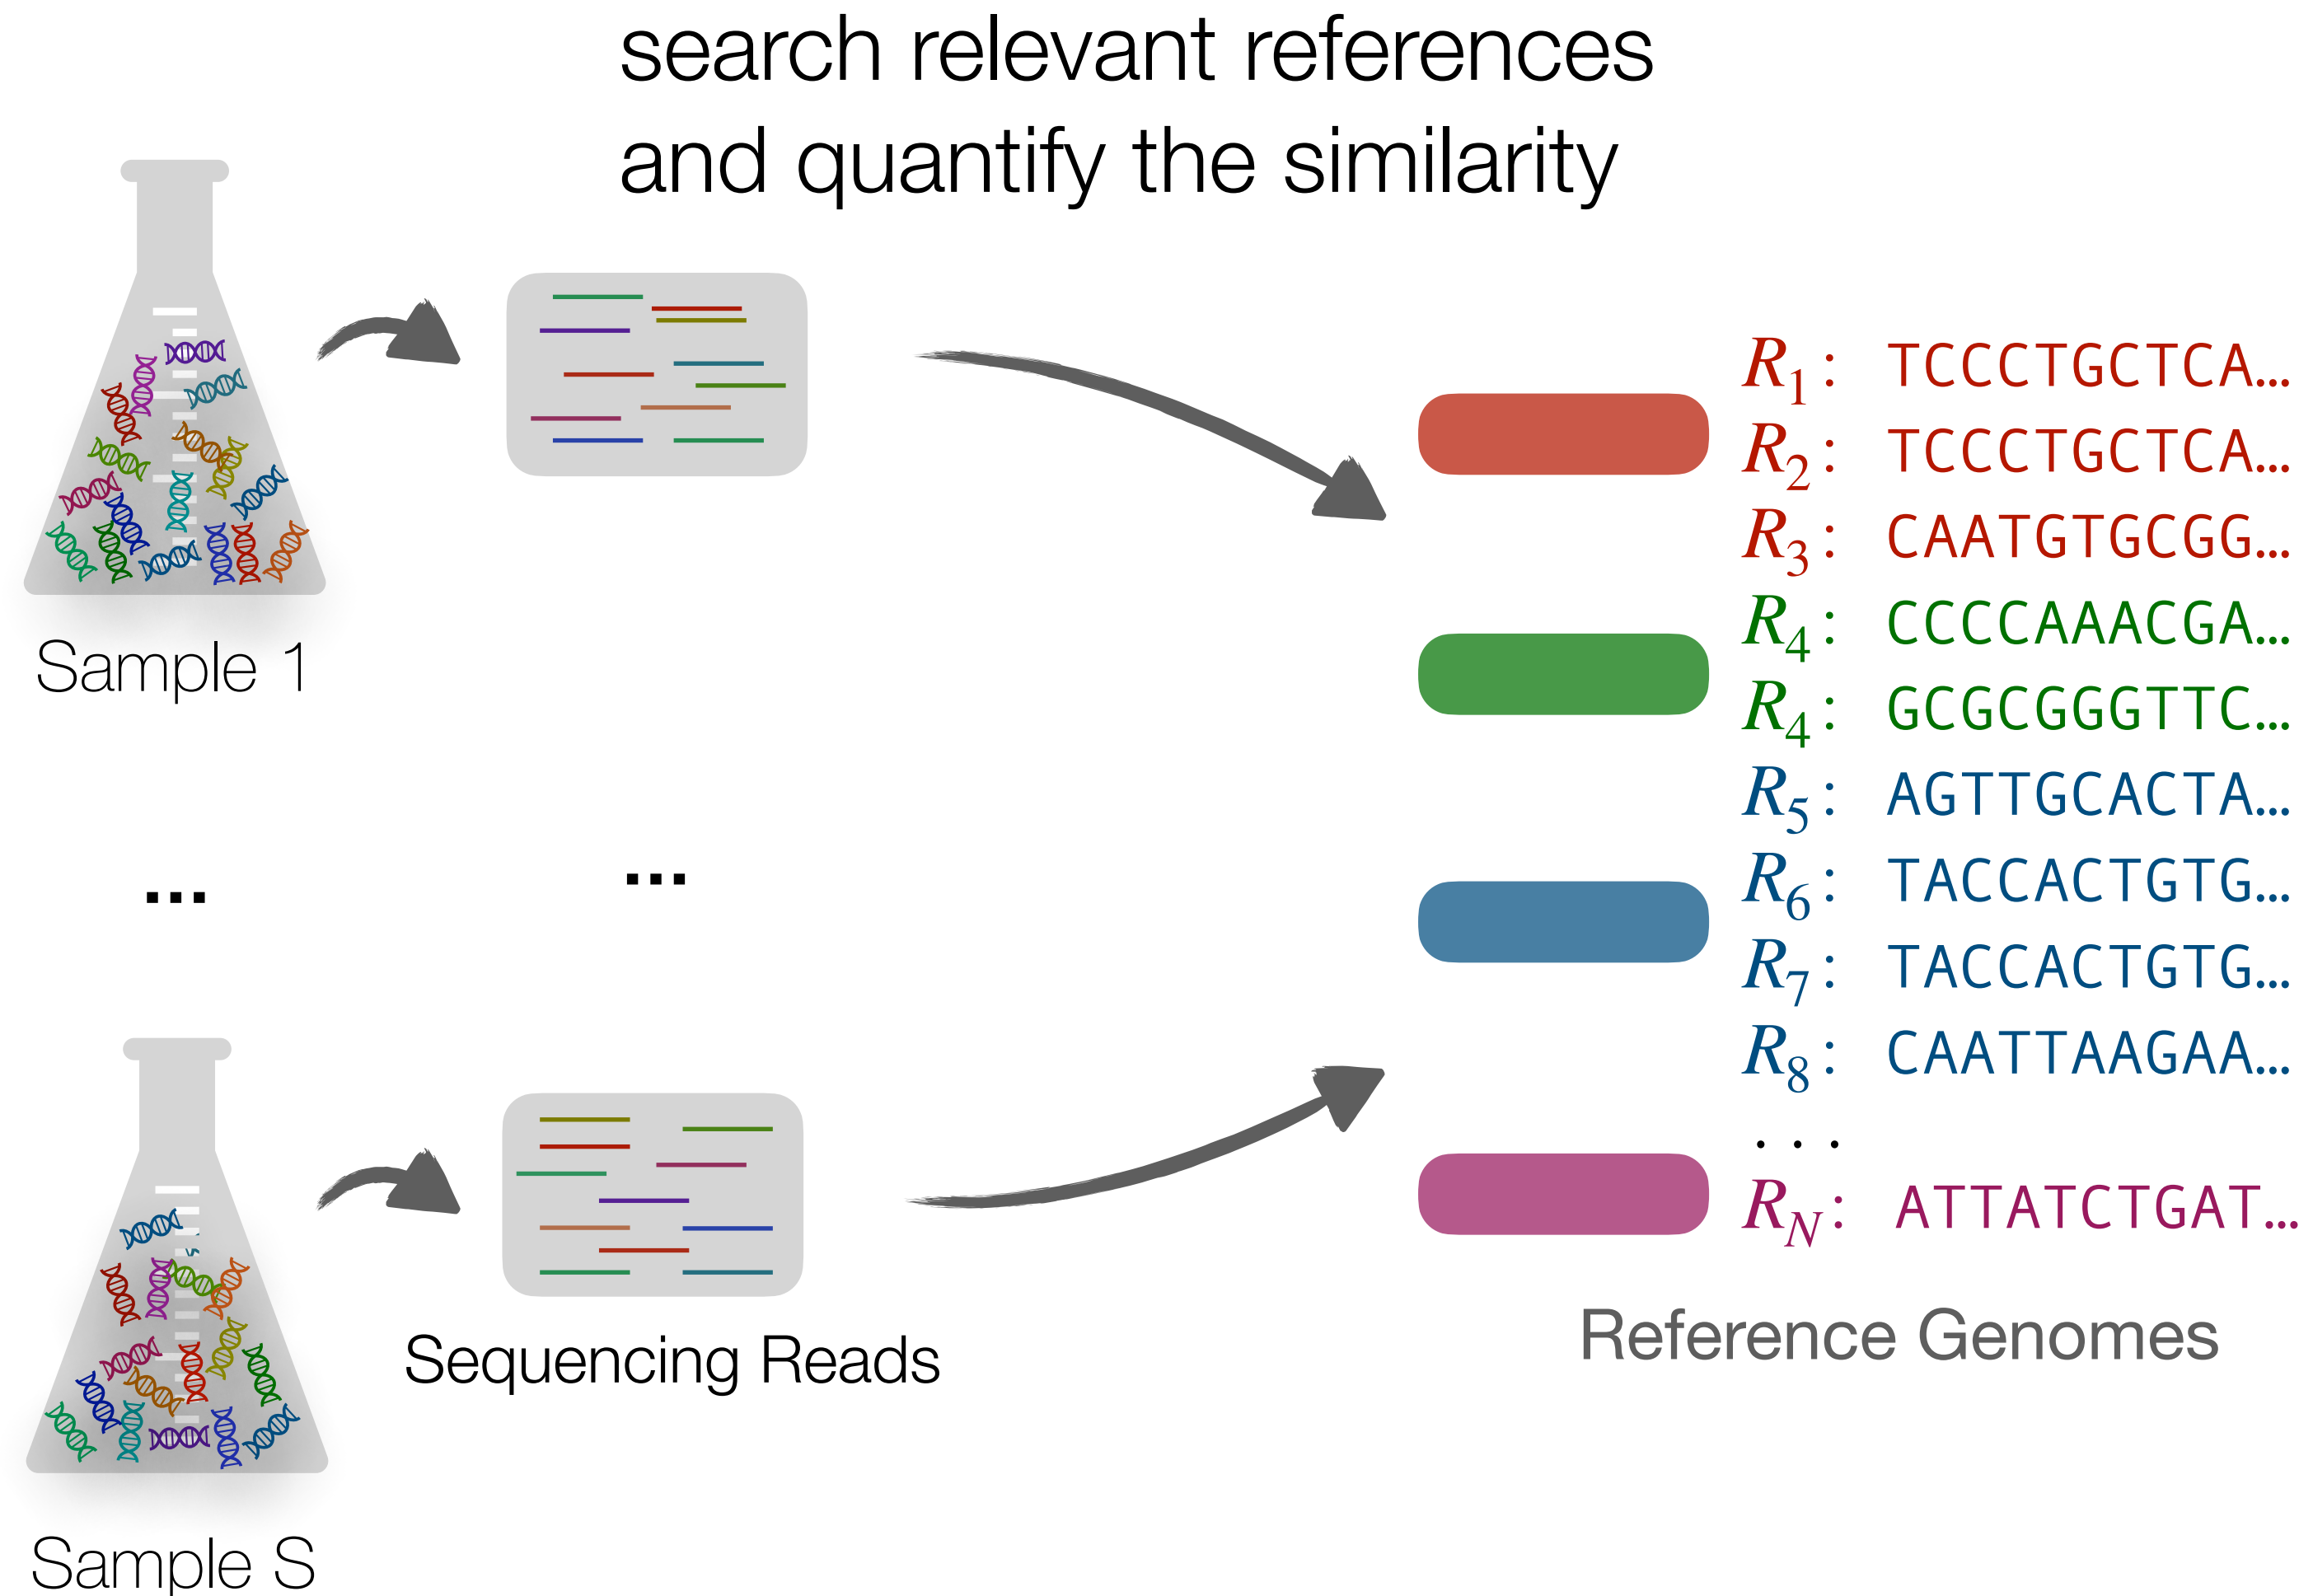 search relevant references
and quantify the similarity
Sample 1
...
Sample S
...
Sequencing Reads
R1: TCCCTGCTCA...
R2: TCCCTGCTCA...
R3: CAATGTGCGG...
R4: CCCCAAACGA...
R4: GCGCGGGTTC...
R5: AGTTGCACTA...
R6: TACCACTGTG...
R7: TACCACTGTG...
R8: CAATTAAGAA...
. . .
RN: ATTATCTGAT...
Reference Genomes